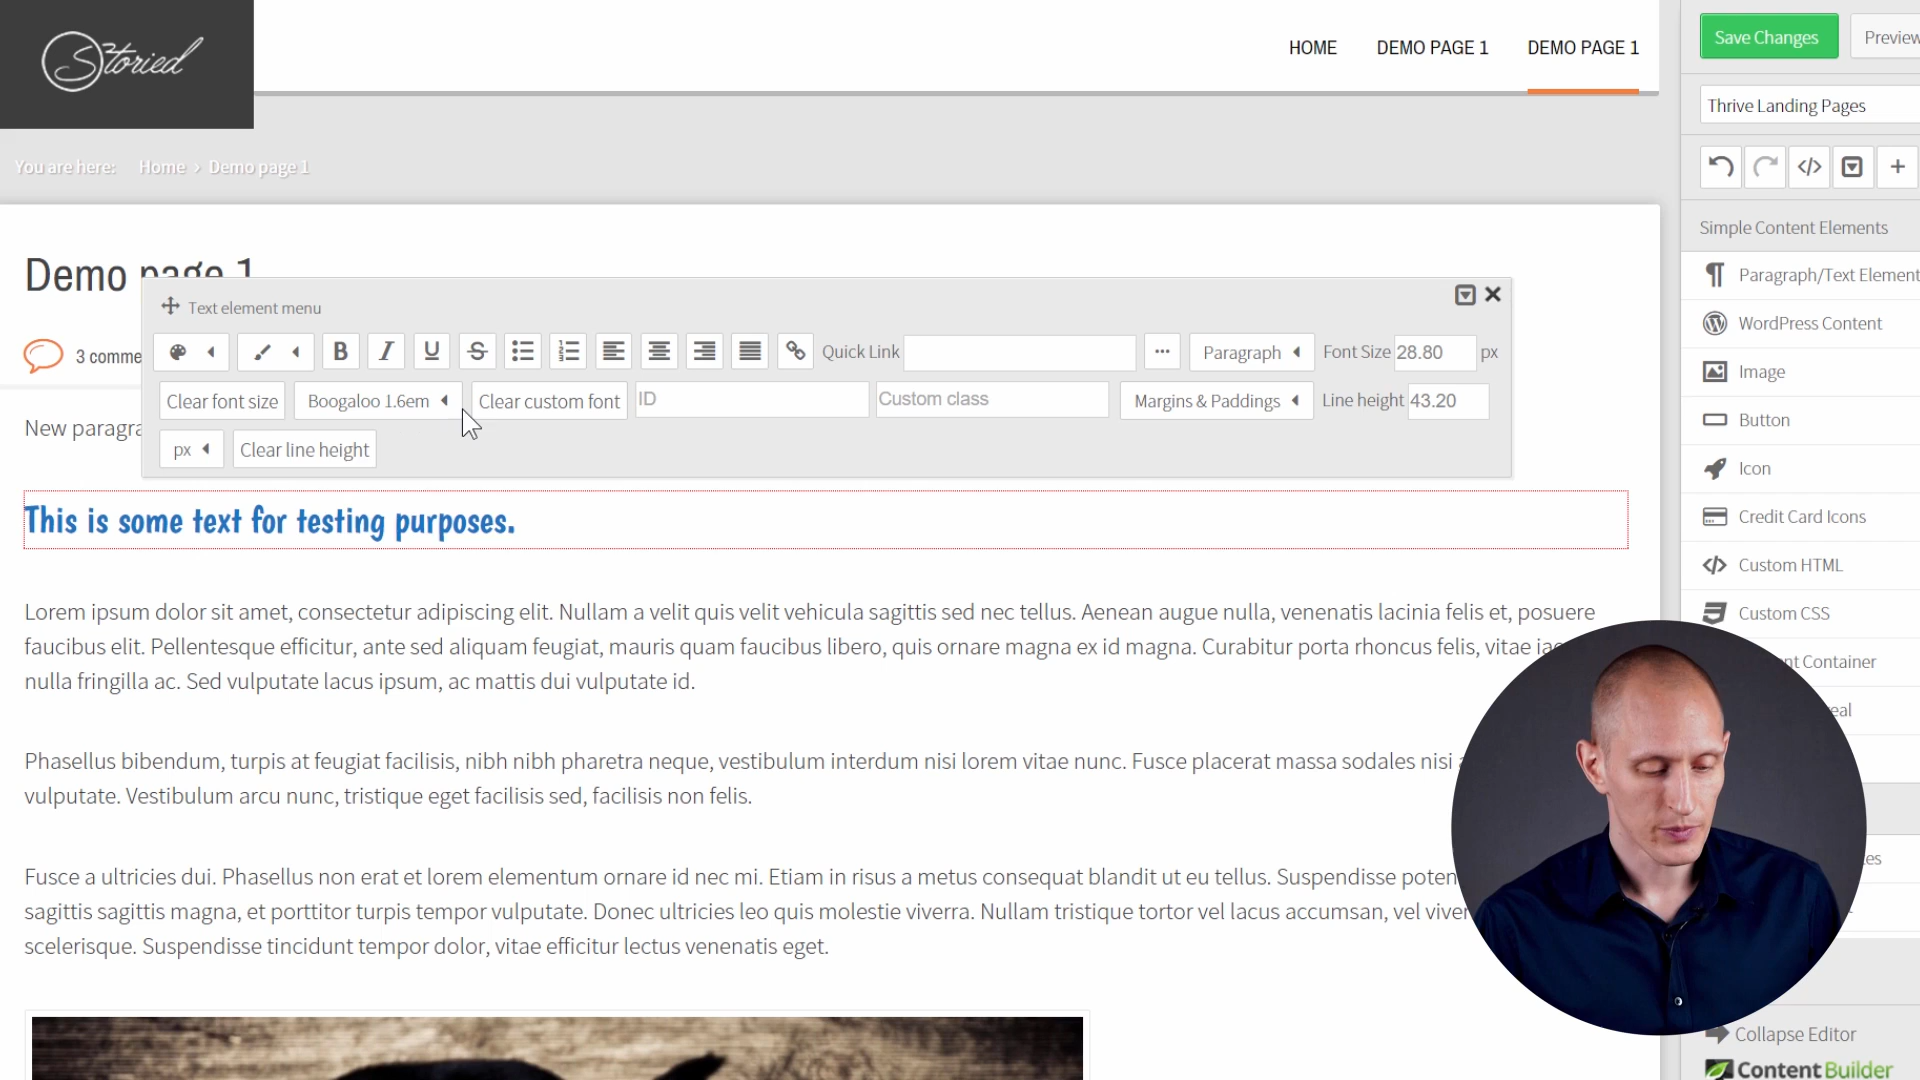 Storied
HOME DEMO PAGE 1 DEMO PAGE 1
Save Changes Preview
Thrive Landing Pages
You are here: Home › Demo page 1
Simple Content Elements
Demo page 1
Paragraph/Text Element
Text element menu
WordPress Content
3 comme
B I U S Quick Link ... Paragraph Font Size 28.80 px
Image
Clear font size Boogaloo 1.6em Clear custom font ID Custom class Margins & Paddings Line height 43.20
New paragra
Button
px Clear line height
Icon
This is some text for testing purposes.
Credit Card Icons
Custom HTML
Lorem ipsum dolor sit amet, consectetur adipiscing elit. Nullam a velit quis velit vehicula sagittis sed nec tellus. Aenean augue nulla, venenatis lacinia felis et, posuere
Custom CSS
faucibus elit. Pellentesque efficitur, ante sed aliquam feugiat, mauris quam faucibus libero, quis ornare magna ex id magna. Curabitur porta rhoncus felis, vitae
nt Container
nulla fringilla ac. Sed vulputate lacus ipsum, ac mattis dui vulputate id.
eal
Phasellus bibendum, turpis at feugiat facilisis, nibh nibh pharetra neque, vestibulum interdum nisi lorem vitae nunc. Fusce placerat massa sodales nisi
vulputate. Vestibulum arcu nunc, tristique eget facilisis sed, facilisis non felis.
es
Fusce a ultricies dui. Phasellus non erat et lorem elementum ornare id nec mi. Etiam in risus a metus consequat blandit ut eu tellus. Suspendisse poten
sagittis sagittis magna, et porttitor turpis tempor vulputate. Donec ultricies leo quis molestie viverra. Nullam tristique tortor vel lacus accumsan, vel viver
scelerisque. Suspendisse tincidunt tempor dolor, vitae efficitur lectus venenatis eget.
Collapse Editor
Content Builder